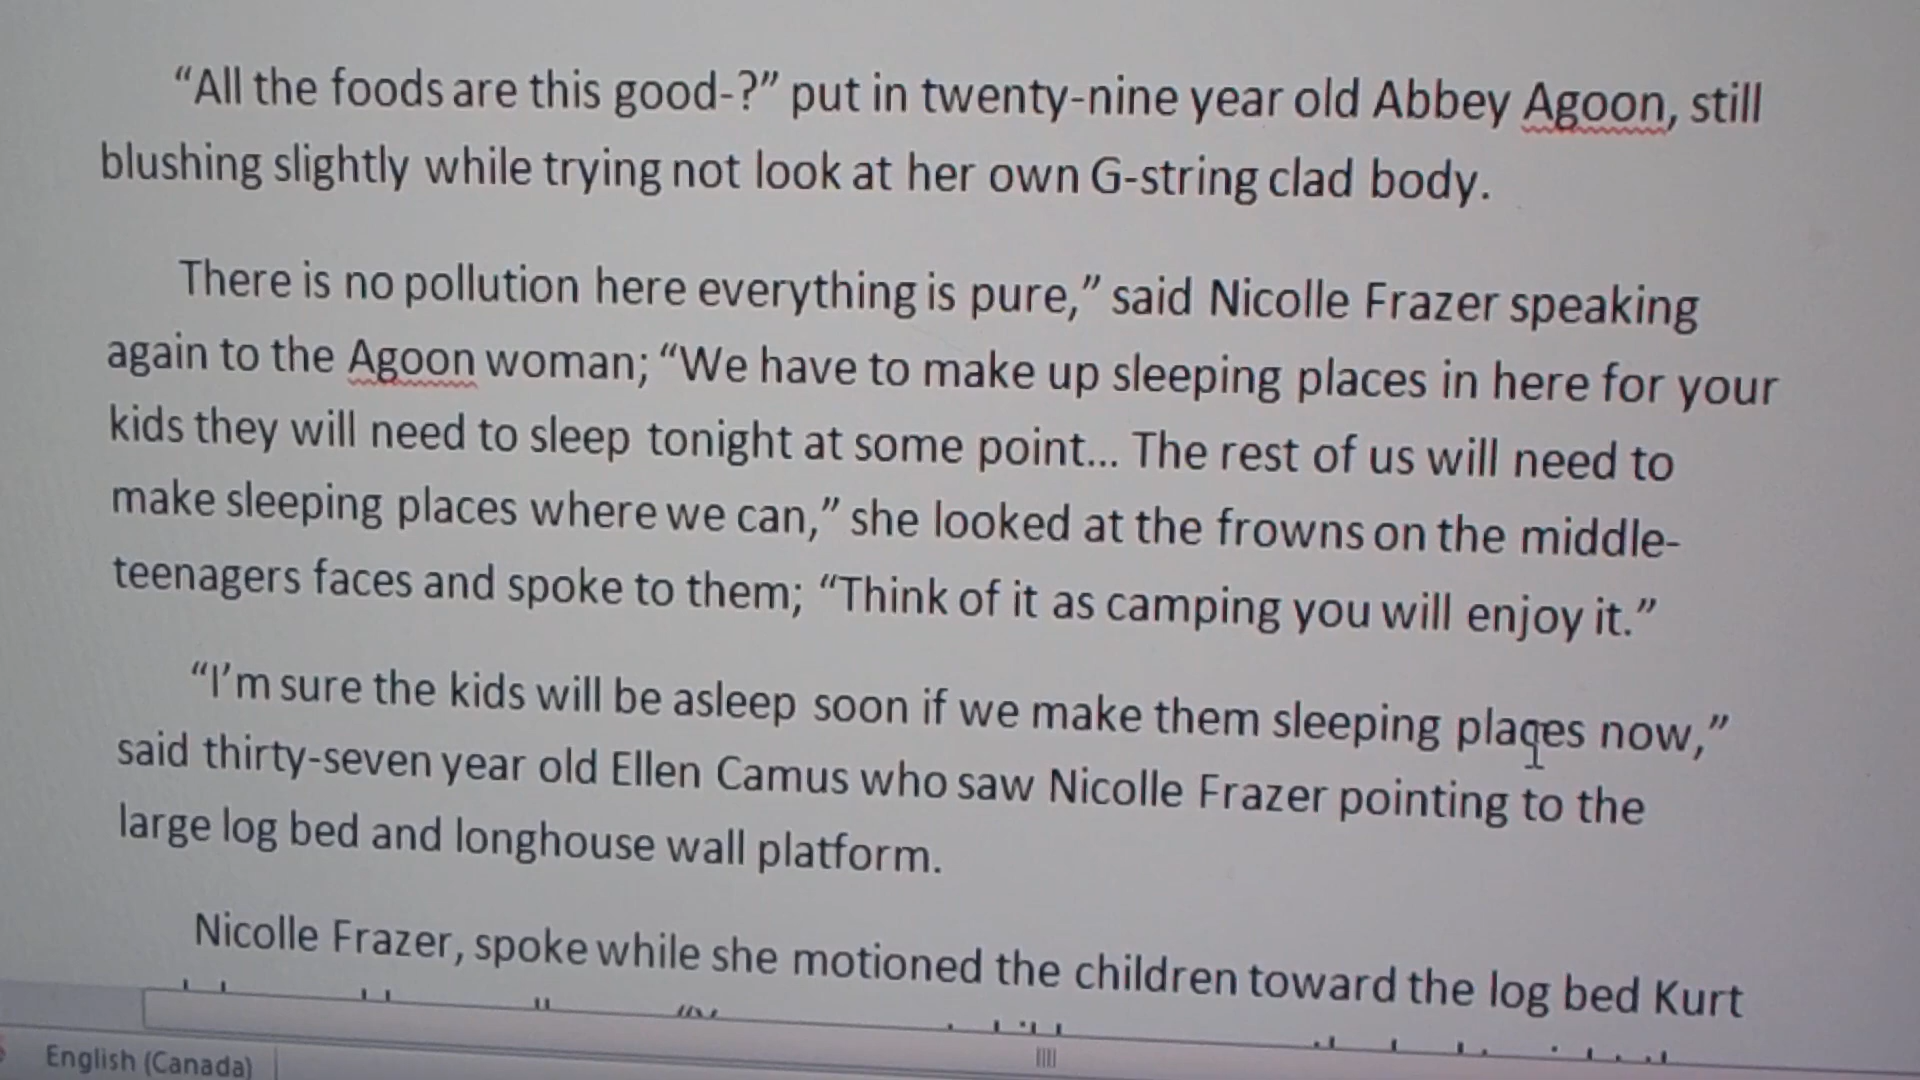 “All the foods are this good-?” put in twenty-nine year old Abbey Agoon, still
blushing slightly while trying not look at her own G-string clad body.
There is no pollution here everything is pure,” said Nicolle Frazer speaking
again to the Agoon woman; “We have to make up sleeping places in here for your
kids they will need to sleep tonight at some point... The rest of us will need to
make sleeping places where we can,” she looked at the frowns on the middle-
teenagers faces and spoke to them; “Think of it as camping you will enjoy it.”
“I’m sure the kids will be asleep soon if we make them sleeping places now,”
said thirty-seven year old Ellen Camus who saw Nicolle Frazer pointing to the
large log bed and longhouse wall platform.
Nicolle Frazer, spoke while she motioned the children toward the log bed Kurt
English (Canada)